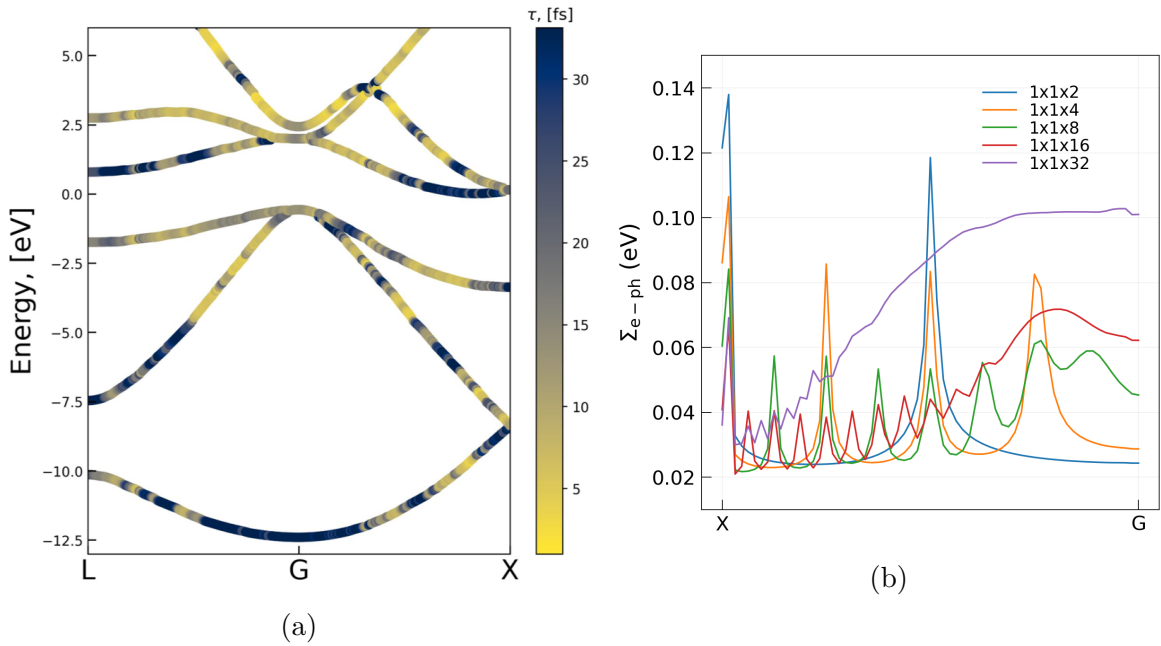 τ, [fs]
Energy, [eV]
5.0
2.5
0.0
−2.5
−5.0
−7.5
−10.0
−12.5
L
G
X
30
25
20
15
10
5
(a)
Σe − ph (eV)
0.14
0.12
0.10
0.08
0.06
0.04
0.02
X
G
1x1x2
1x1x4
1x1x8
1x1x16
1x1x32
(b)